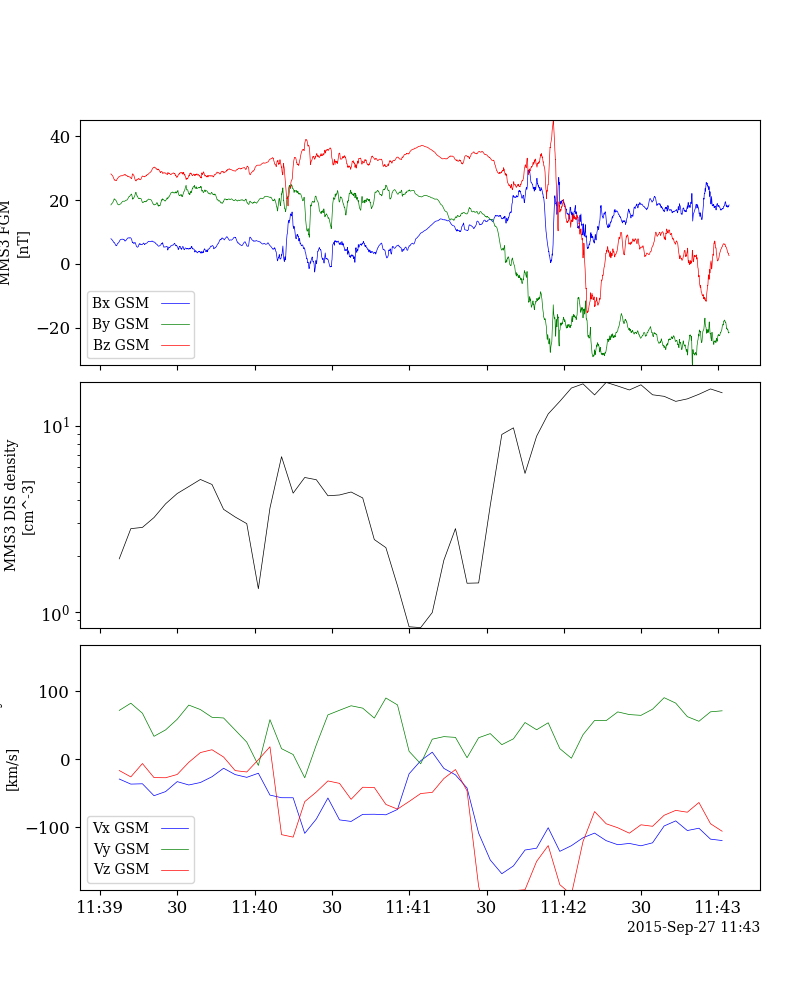 MMS3 FGM
[nT]
40
20
0
−20
Bx GSM
By GSM
Bz GSM
MMS3 DIS density
[cm^-3]
10^1
10^0
[km/s]
100
0
−100
Vx GSM
Vy GSM
Vz GSM
11:39 30 11:40 30 11:41 30 11:42 30 11:43
2015-Sep-27 11:43